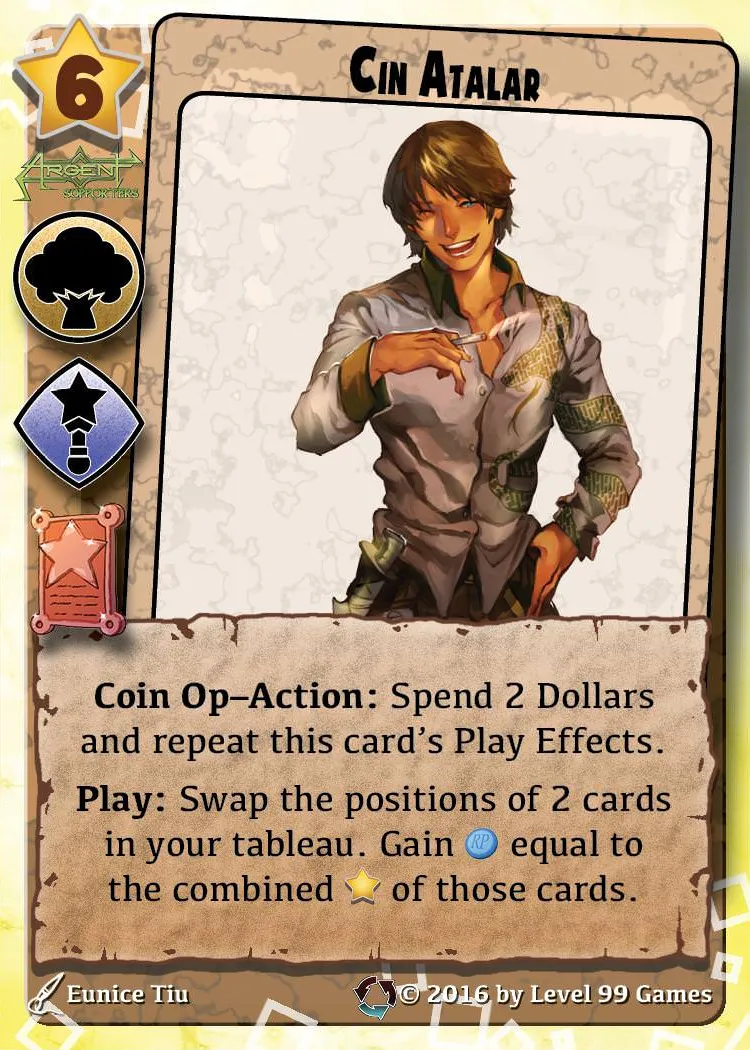 6
Cin Atalar
ARGENT
SUPPORTERS
Coin Op–Action: Spend 2 Dollars
and repeat this card's Play Effects.
Play: Swap the positions of 2 cards
in your tableau. Gain RP equal to
the combined of those cards.
Eunice Tiu
© 2016 by Level 99 Games